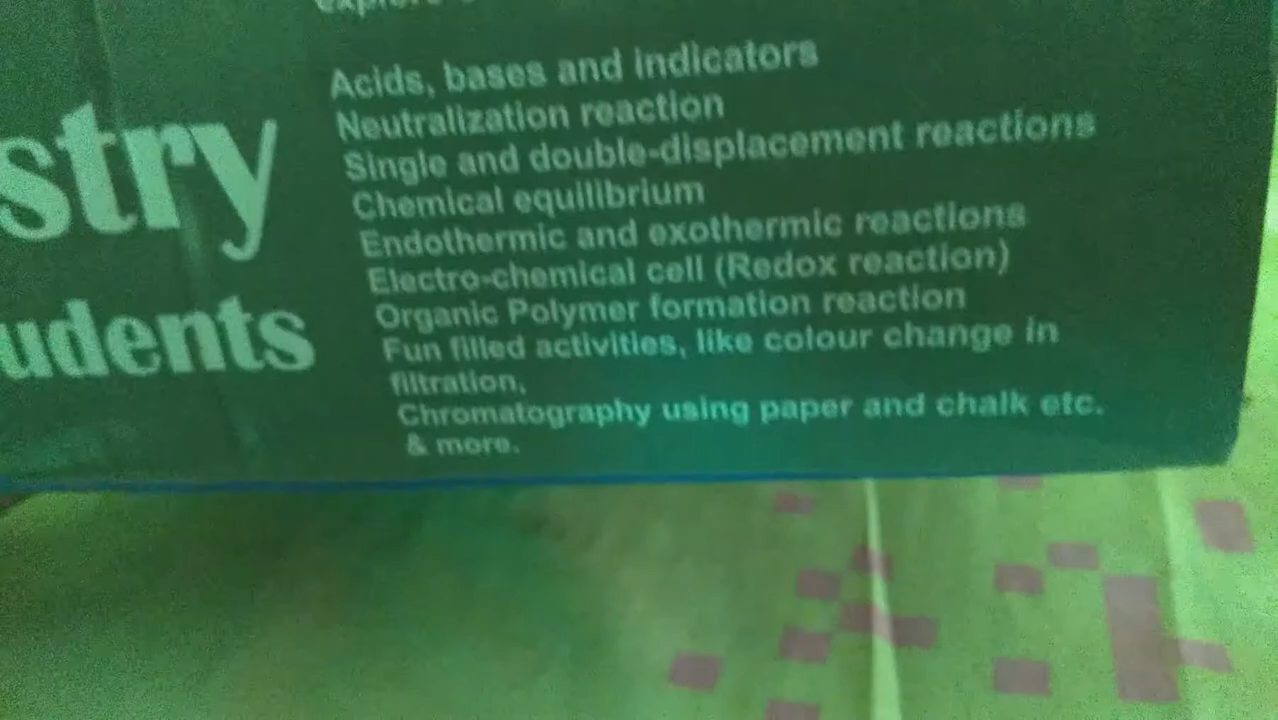 stry
udents
Acids, bases and indicators
Neutralization reaction
Single and double-displacement reactions
Chemical equilibrium
Endothermic and exothermic reactions
Electro-chemical cell (Redox reaction)
Organic Polymer formation reaction
Fun filled activities, like colour change in
filtration.
Chromatography using paper and chalk etc.
& more.